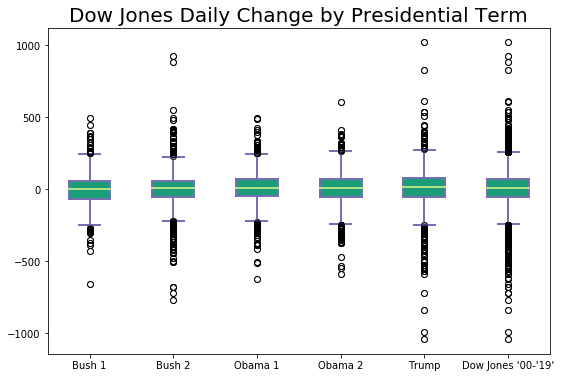 Dow Jones Daily Change by Presidential Term
1000
500
0
−500
−1000
Bush 1 Bush 2 Obama 1 Obama 2 Trump Dow Jones '00-'19'